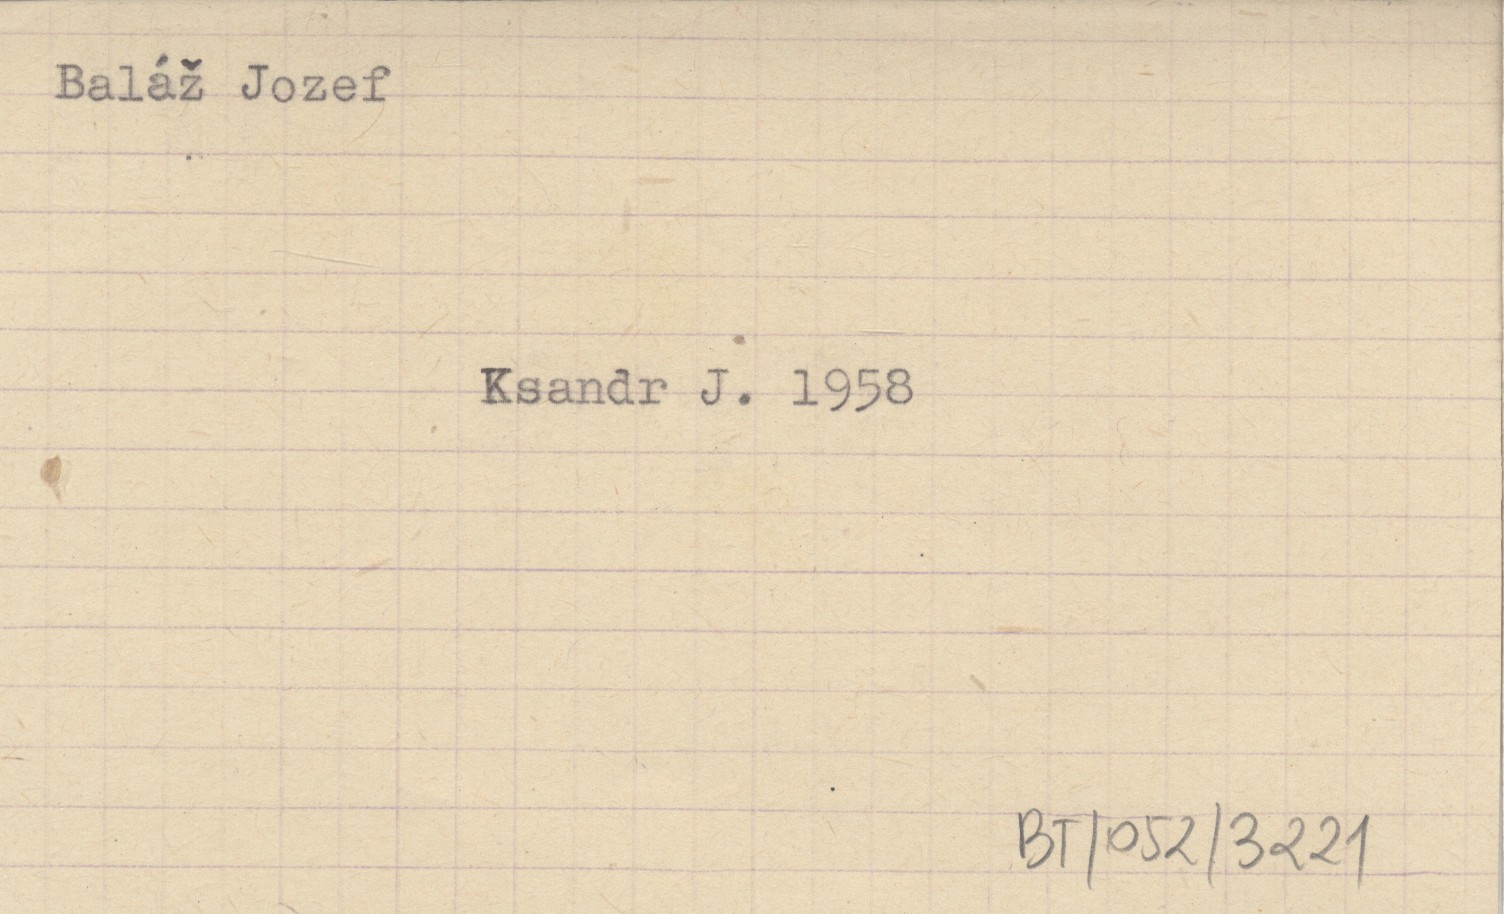 Baláž Jozef
Ksandr J. 1958
BT/052/3221